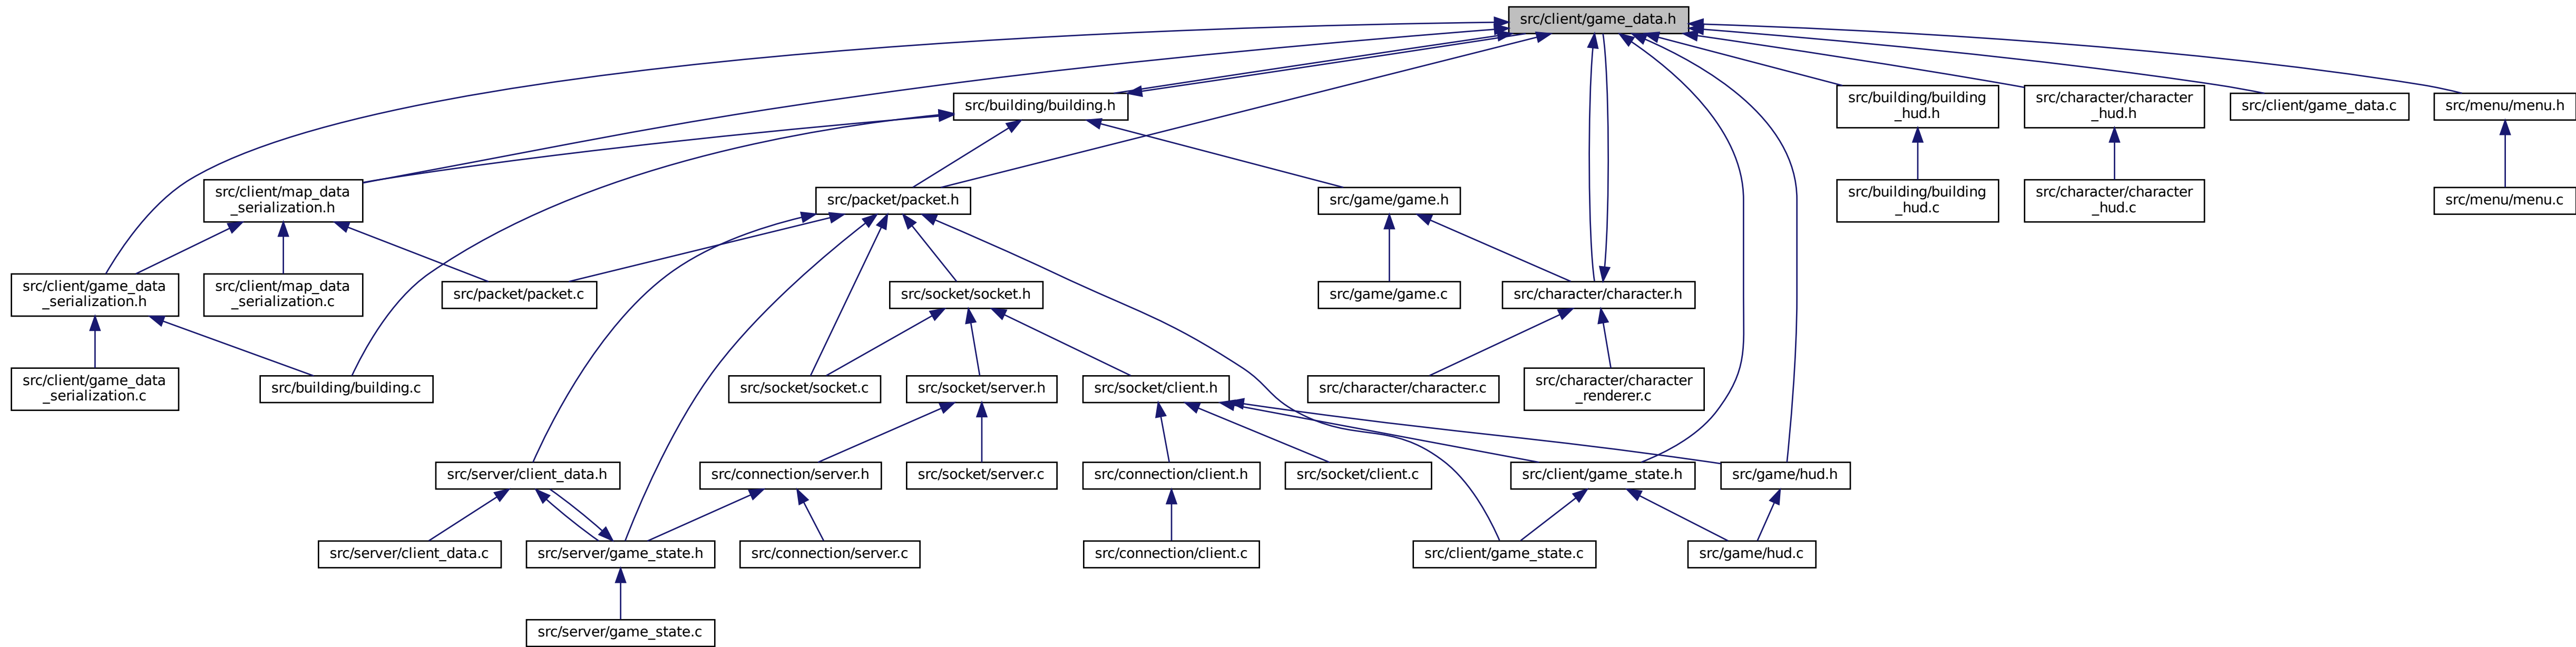 src/client/game_data.h
src/building/building.h
src/building/building
_hud.h
src/character/character
_hud.h
src/client/game_data.c
src/menu/menu.h
src/client/map_data
_serialization.h
src/packet/packet.h
src/game/game.h
src/building/building
_hud.c
src/character/character
_hud.c
src/menu/menu.c
src/client/game_data
_serialization.h
src/client/map_data
_serialization.c
src/packet/packet.c
src/socket/socket.h
src/game/game.c
src/character/character.h
src/client/game_data
_serialization.c
src/building/building.c
src/socket/socket.c
src/socket/server.h
src/socket/client.h
src/character/character.c
src/character/character
_renderer.c
src/server/client_data.h
src/connection/server.h
src/socket/server.c
src/connection/client.h
src/socket/client.c
src/client/game_state.h
src/game/hud.h
src/server/client_data.c
src/server/game_state.h
src/connection/server.c
src/connection/client.c
src/client/game_state.c
src/game/hud.c
src/server/game_state.c